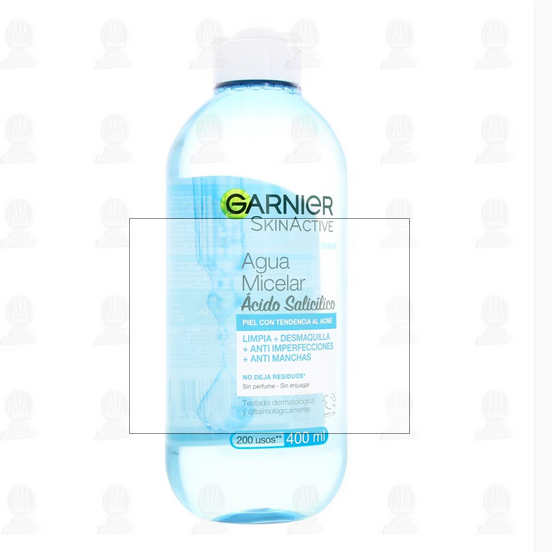 GARNIER
SKINACTIVE
Agua
Micelar
Ácido Salicílico
PIEL CON TENDENCIA AL ACNÉ
LIMPIA + DESMAQUILLA
+ ANTI IMPERFECCIONES
+ ANTI MANCHAS
NO DEJA RESIDUOS*
Sin perfume - Sin enjuagar
Testado dermatológica
y oftalmológicamente
200 usos** 400 ml